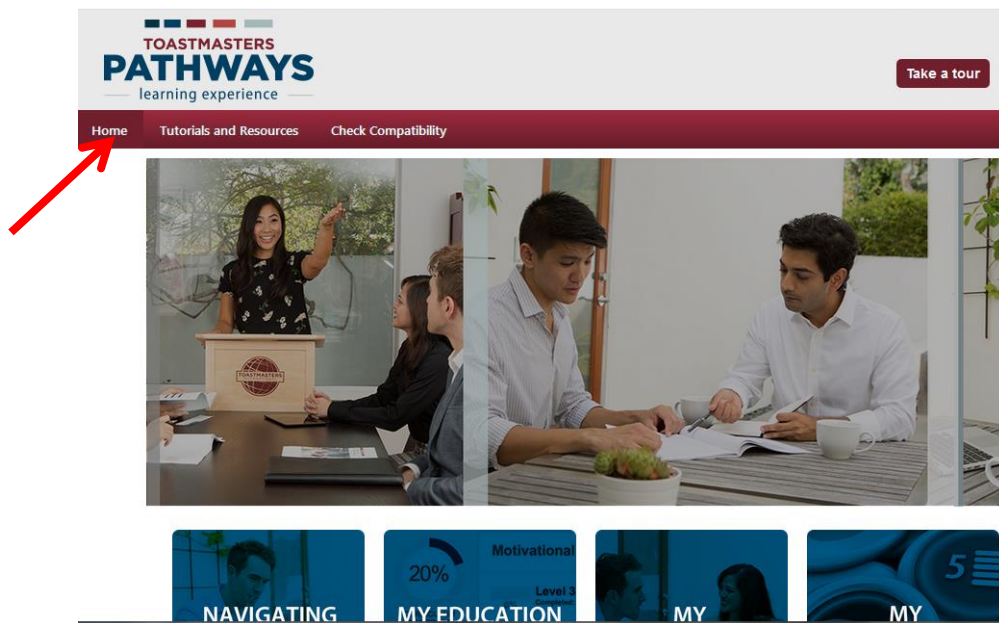 TOASTMASTERS
PATHWAYS
learning experience
Take a tour
Home Tutorials and Resources Check Compatibility
TOASTMASTERS
20%
Motivational
Level 3
Completed
5
NAVIGATING MY EDUCATION MY MY